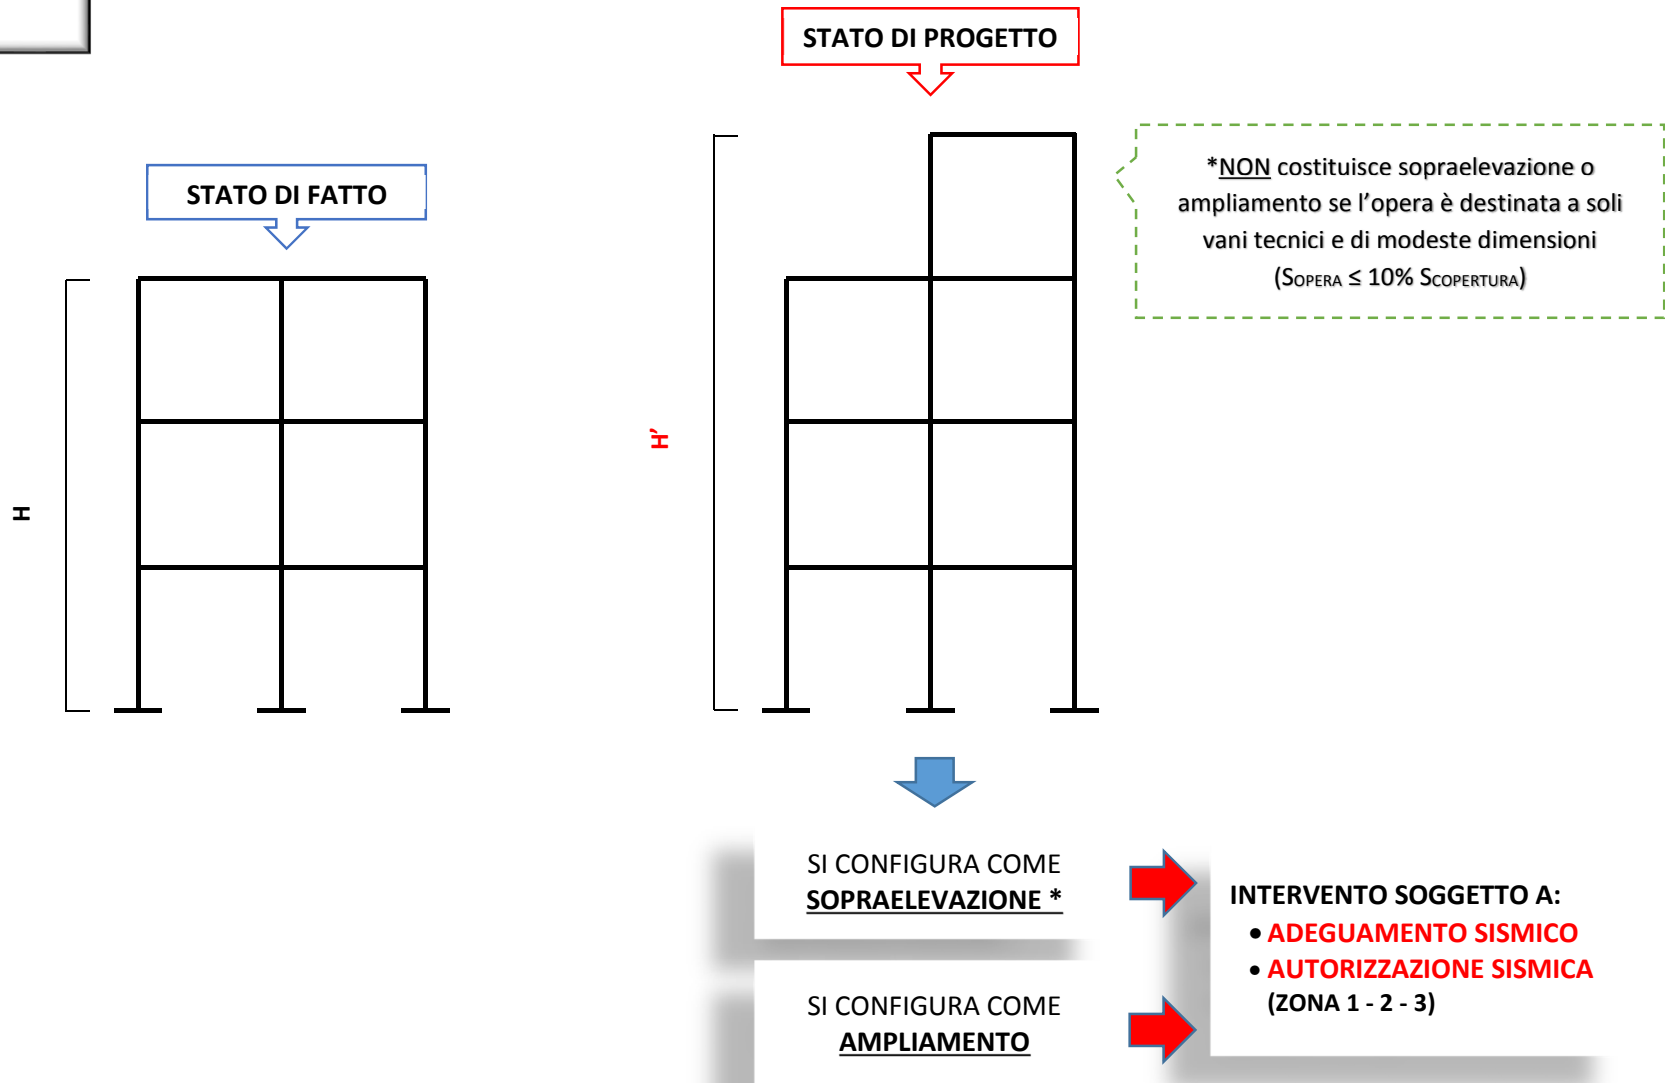 STATO DI PROGETTO
STATO DI FATTO
*NON costituisce sopraelevazione o
ampliamento se l’opera è destinata a soli
vani tecnici e di modeste dimensioni
(SOPERA ≤ 10% SCOPERTURA)
H
H’
SI CONFIGURA COME
SOPRAELEVAZIONE *
SI CONFIGURA COME
AMPLIAMENTO
INTERVENTO SOGGETTO A:
• ADEGUAMENTO SISMICO
• AUTORIZZAZIONE SISMICA
(ZONA 1 - 2 - 3)